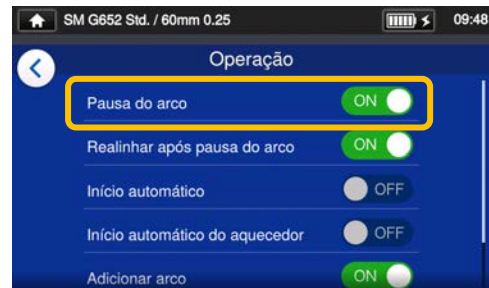 SM G652 Std. / 60mm 0.25 09:48
Operação
Pausa do arco ON
Realinhar após pausa do arco ON
Início automático OFF
Início automático do aquecedor OFF
Adicionar arco ON